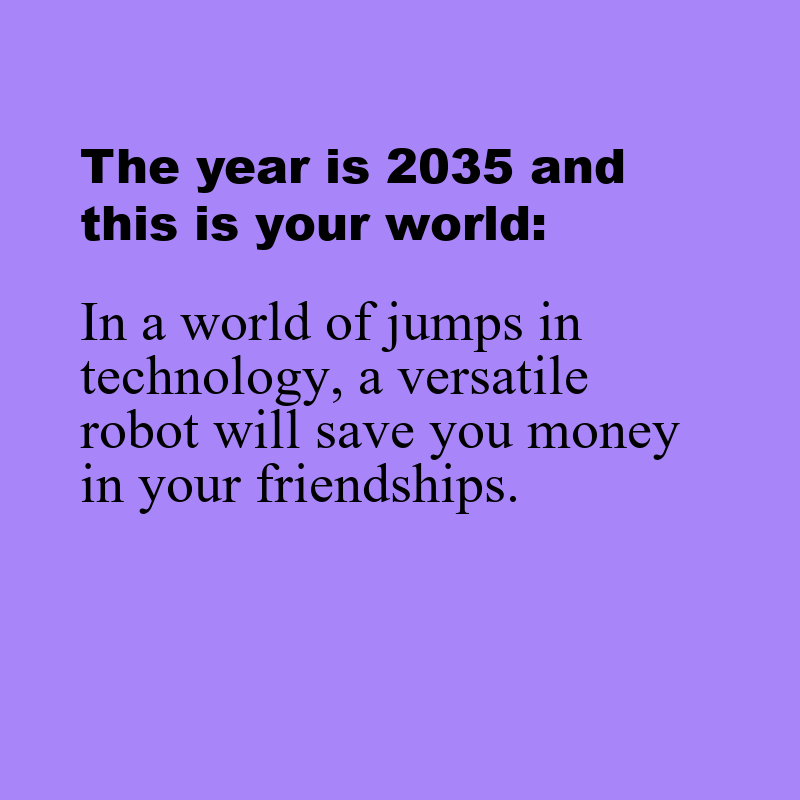 The year is 2035 and
this is your world:
In a world of jumps in
technology, a versatile
robot will save you money
in your friendships.